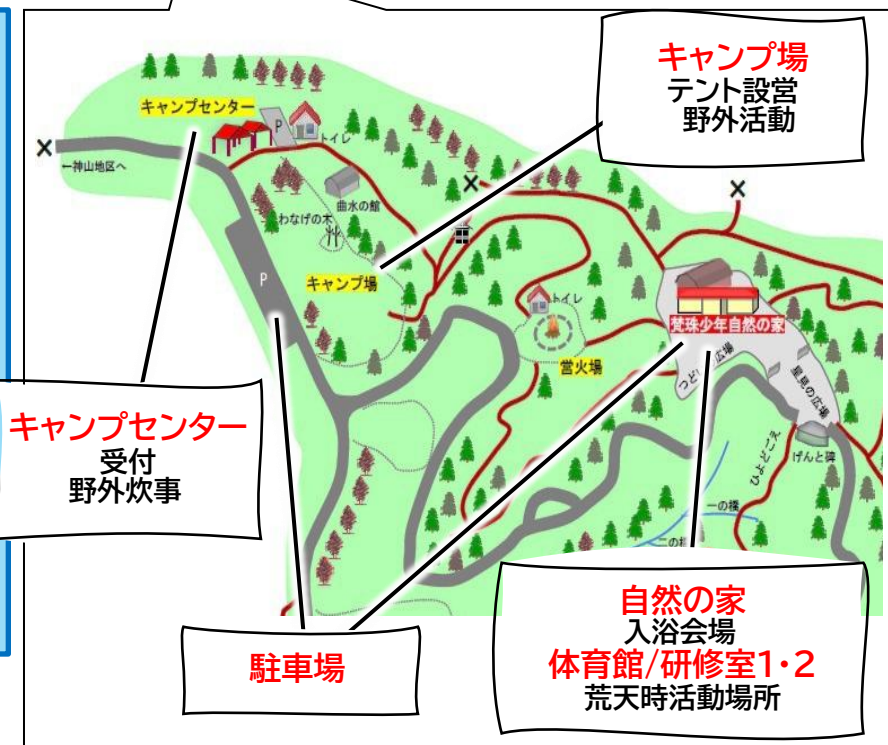 キャンプ場
テント設営
野外活動
キャンプセンター
P
トイレ
←神山地区へ
曲水の館
わなげの木
キャンプ場
P
トイレ
営火場
梵珠少年自然の家
つどいの広場
星見の広場
げんと碑
ひよどごえ
一の橋
二の橋
キャンプセンター
受付
野外炊事
駐車場
自然の家
入浴会場
体育館/研修室1・2
荒天時活動場所